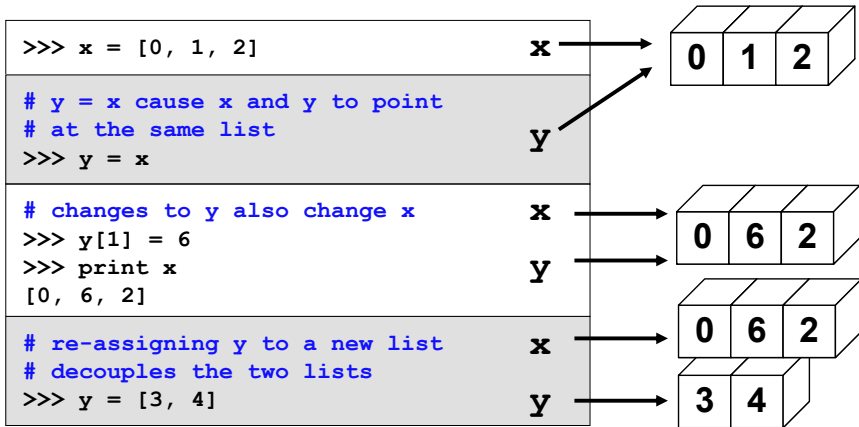 >>> x = [0, 1, 2]
x
0 1 2
# y = x cause x and y to point
# at the same list
>>> y = x
y
# changes to y also change x
>>> y[1] = 6
>>> print x
[0, 6, 2]
x
y
0 6 2
# re-assigning y to a new list
# decouples the two lists
>>> y = [3, 4]
x
0 6 2
y
3 4